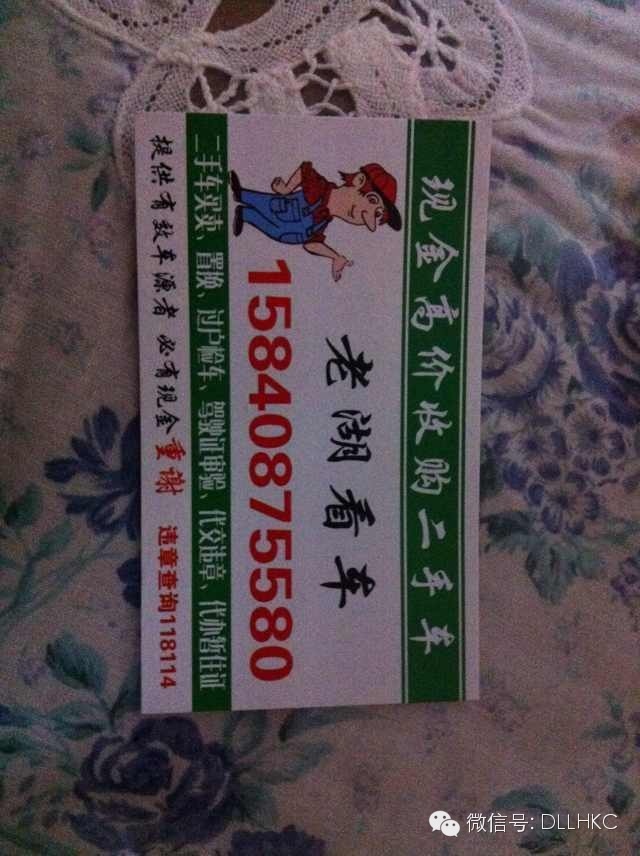 现金高价收购二手车
老湖看车
15840875580
二手车买卖、置换、过户检车、驾驶证审验、代交违章、代办暂住证
提供有效车源者 必有现金重谢 违章查询118114
微信号: DLLHKC